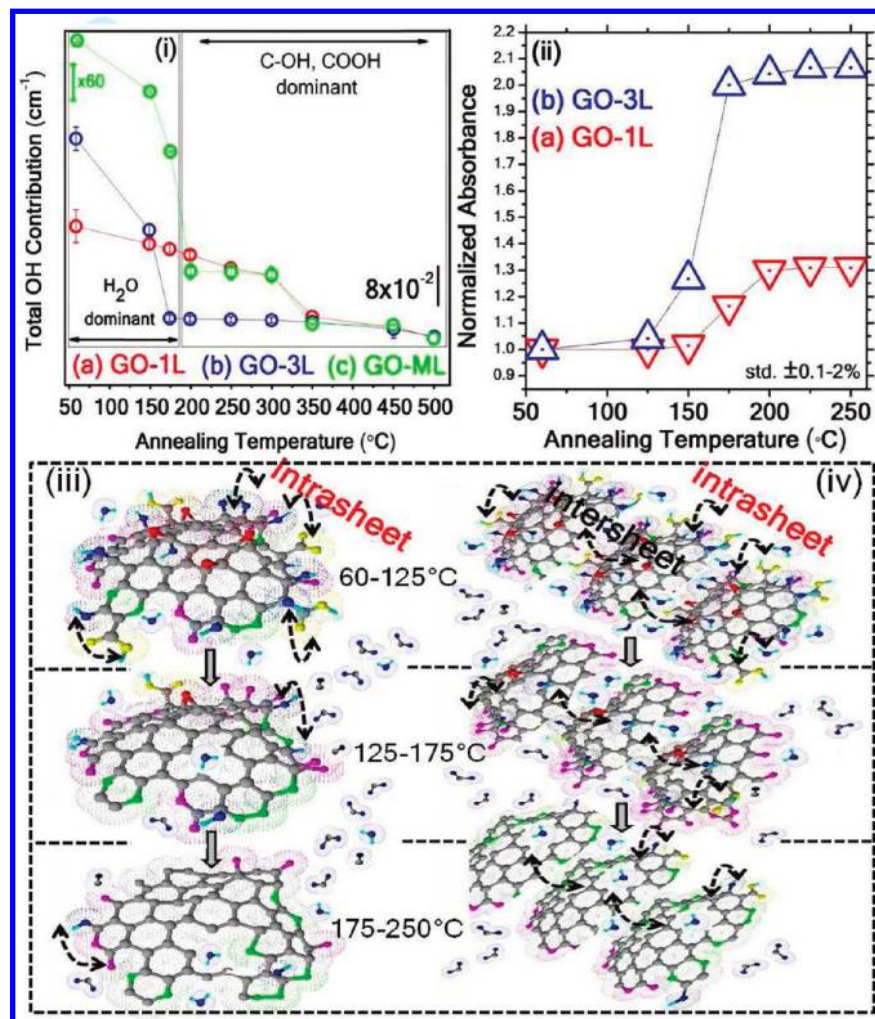 (i)
C-OH, COOH
dominant
x60
Total OH Contribution (cm⁻¹)
H₂O
dominant
8x10⁻²
(a) GO-1L (b) GO-3L (c) GO-ML
50 100 150 200 250 300 350 400 450 500
Annealing Temperature (°C)
(ii)
(b) GO-3L
(a) GO-1L
Normalized Absorbance
2.1
2.0
1.9
1.8
1.7
1.6
1.5
1.4
1.3
1.2
1.1
1.0
0.9
std. ±0.1-2%
50 100 150 200 250
Annealing Temperature (°C)
(iii)
Intrasheet
60-125°C
125-175°C
175-250°C
(iv)
Intersheet
intrasheet